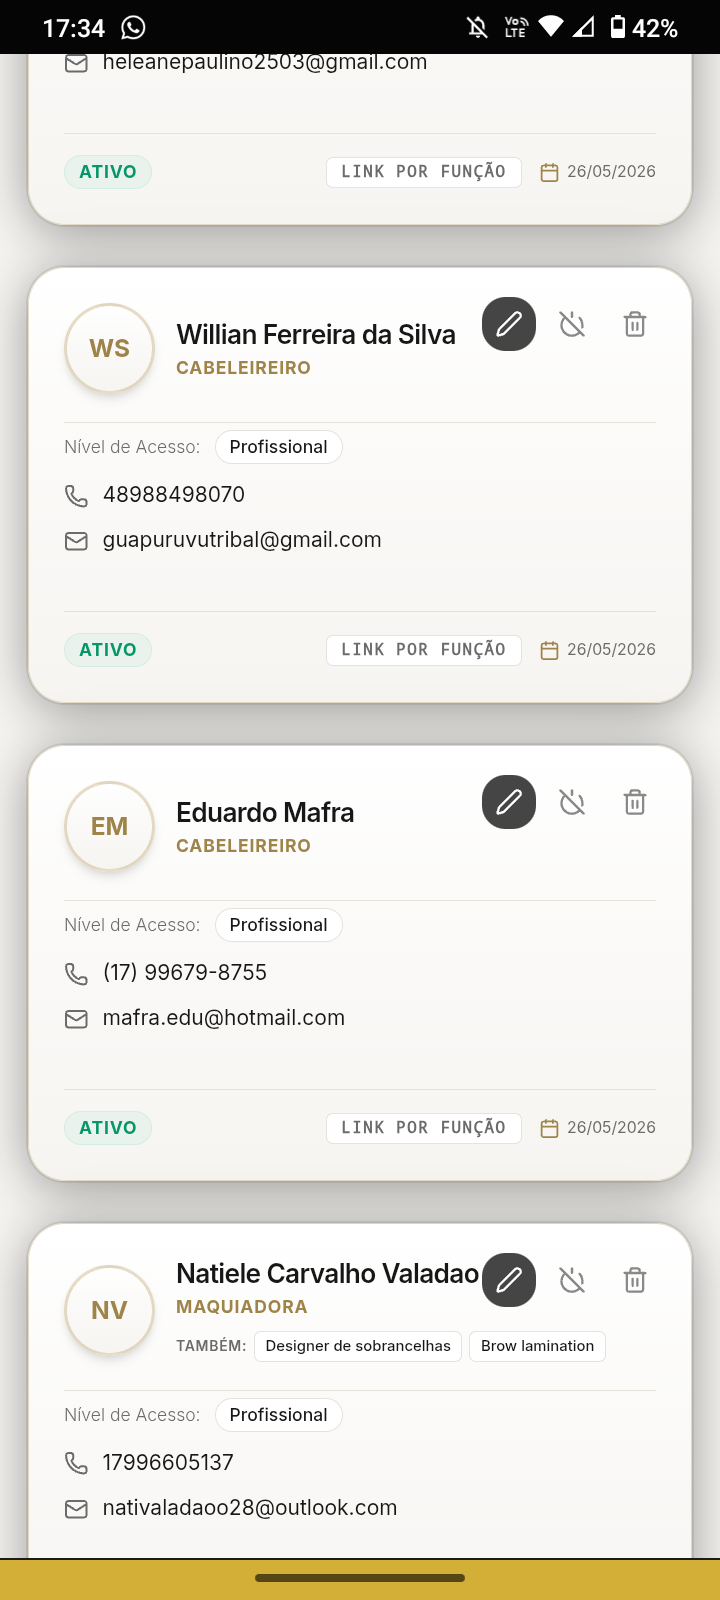 17:34
Vo LTE
42%
heleanepaulino2503@gmail.com
ATIVO
LINK POR FUNÇÃO
26/05/2026
WS
Willian Ferreira da Silva
CABELEIREIRO
Nível de Acesso:
Profissional
48988498070
guapuruvutribal@gmail.com
ATIVO
LINK POR FUNÇÃO
26/05/2026
EM
Eduardo Mafra
CABELEIREIRO
Nível de Acesso:
Profissional
(17) 99679-8755
mafra.edu@hotmail.com
ATIVO
LINK POR FUNÇÃO
26/05/2026
NV
Natiele Carvalho Valadao
MAQUIADORA
TAMBÉM:
Designer de sobrancelhas
Brow lamination
Nível de Acesso:
Profissional
17996605137
nativaladaoo28@outlook.com